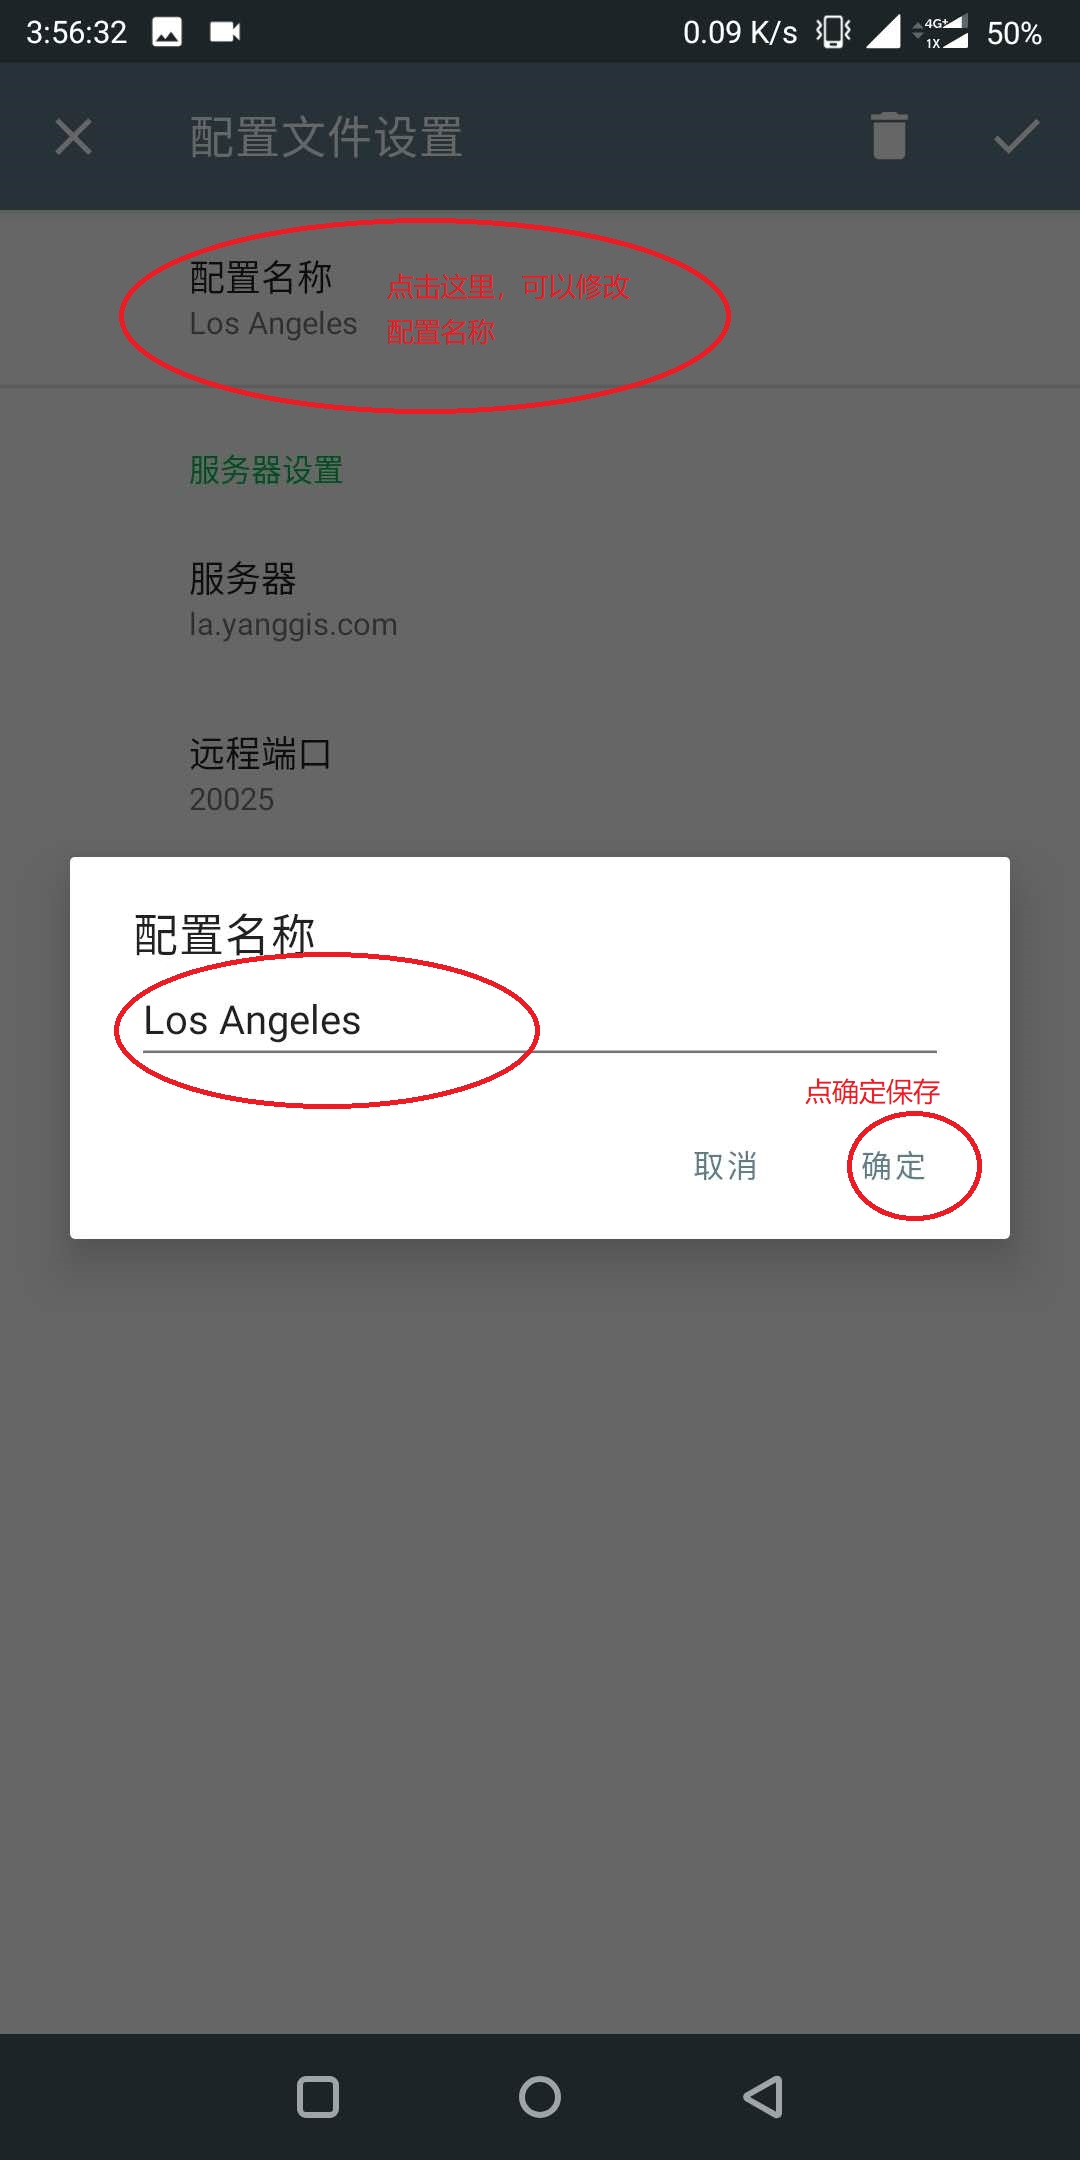 3:56:32
0.09 K/s
4G+
1X
50%
配置文件设置
配置名称
点击这里，可以修改
Los Angeles
配置名称
服务器设置
服务器
la.yanggis.com
远程端口
20025
配置名称
Los Angeles
点确定保存
取消
确定